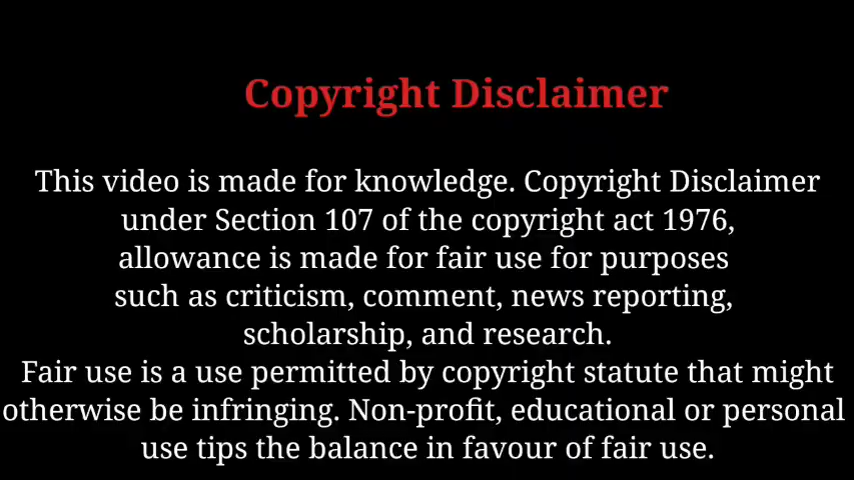 Copyright Disclaimer
This video is made for knowledge. Copyright Disclaimer
under Section 107 of the copyright act 1976,
allowance is made for fair use for purposes
such as criticism, comment, news reporting,
scholarship, and research.
Fair use is a use permitted by copyright statute that might
otherwise be infringing. Non-profit, educational or personal
use tips the balance in favour of fair use.